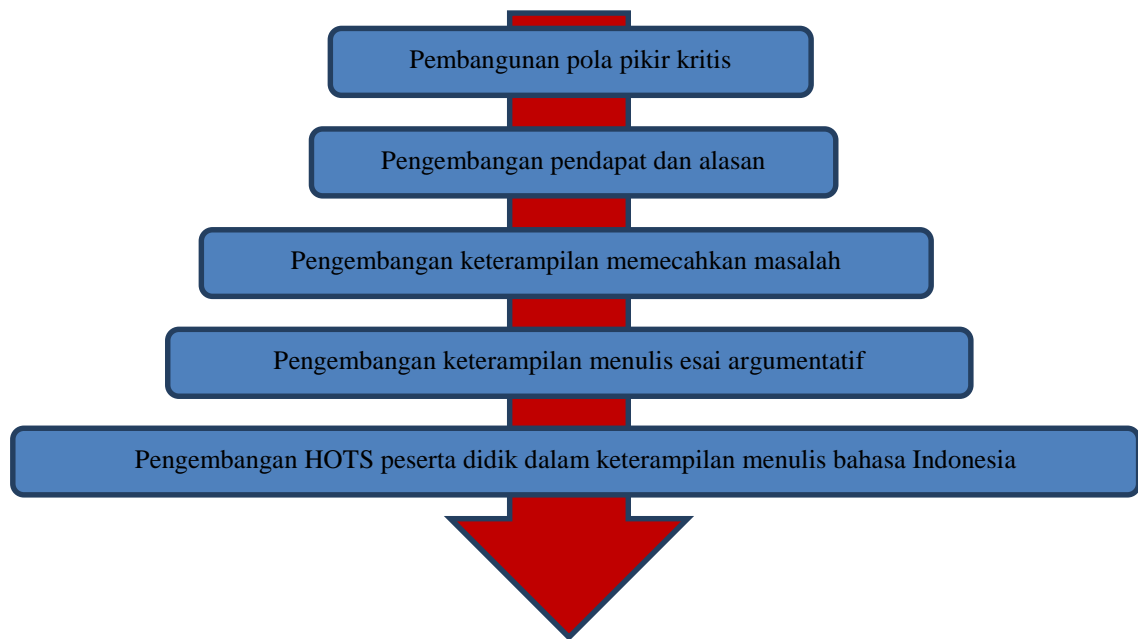 Pembangunan pola pikir kritis
Pengembangan pendapat dan alasan
Pengembangan keterampilan memecahkan masalah
Pengembangan keterampilan menulis esai argumentatif
Pengembangan HOTS peserta didik dalam keterampilan menulis bahasa Indonesia